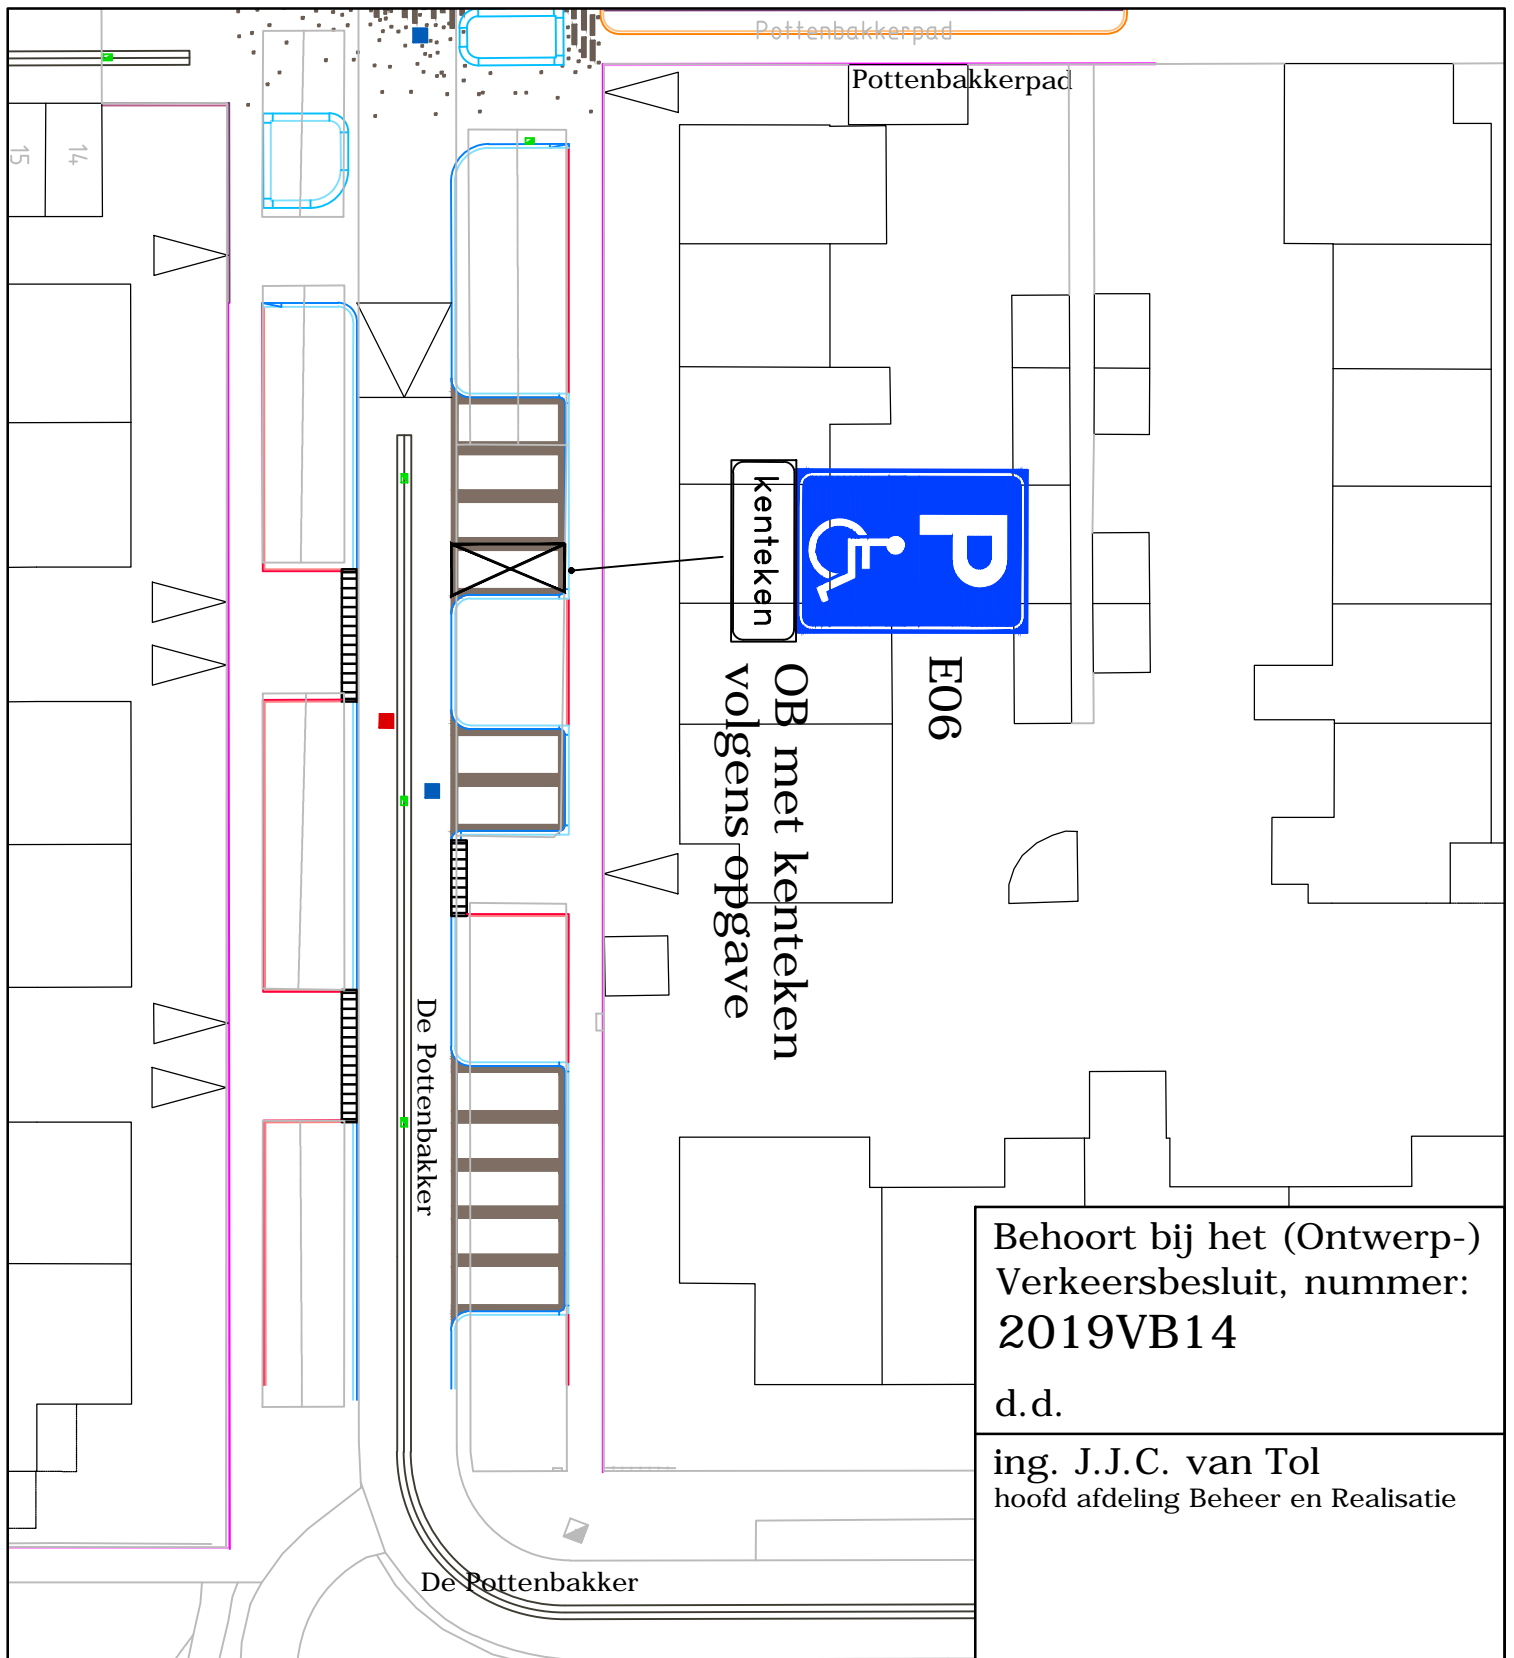 Pottenbakkerpad
Pottenbakkerpad
15
14
P
kenteken
E06
OB met kenteken
volgens opgave
De Pottenbakker
De Pottenbakker
Behoort bij het (Ontwerp-)
Verkeersbesluit, nummer:
2019VB14
d.d.
ing. J.J.C. van Tol
hoofd afdeling Beheer en Realisatie